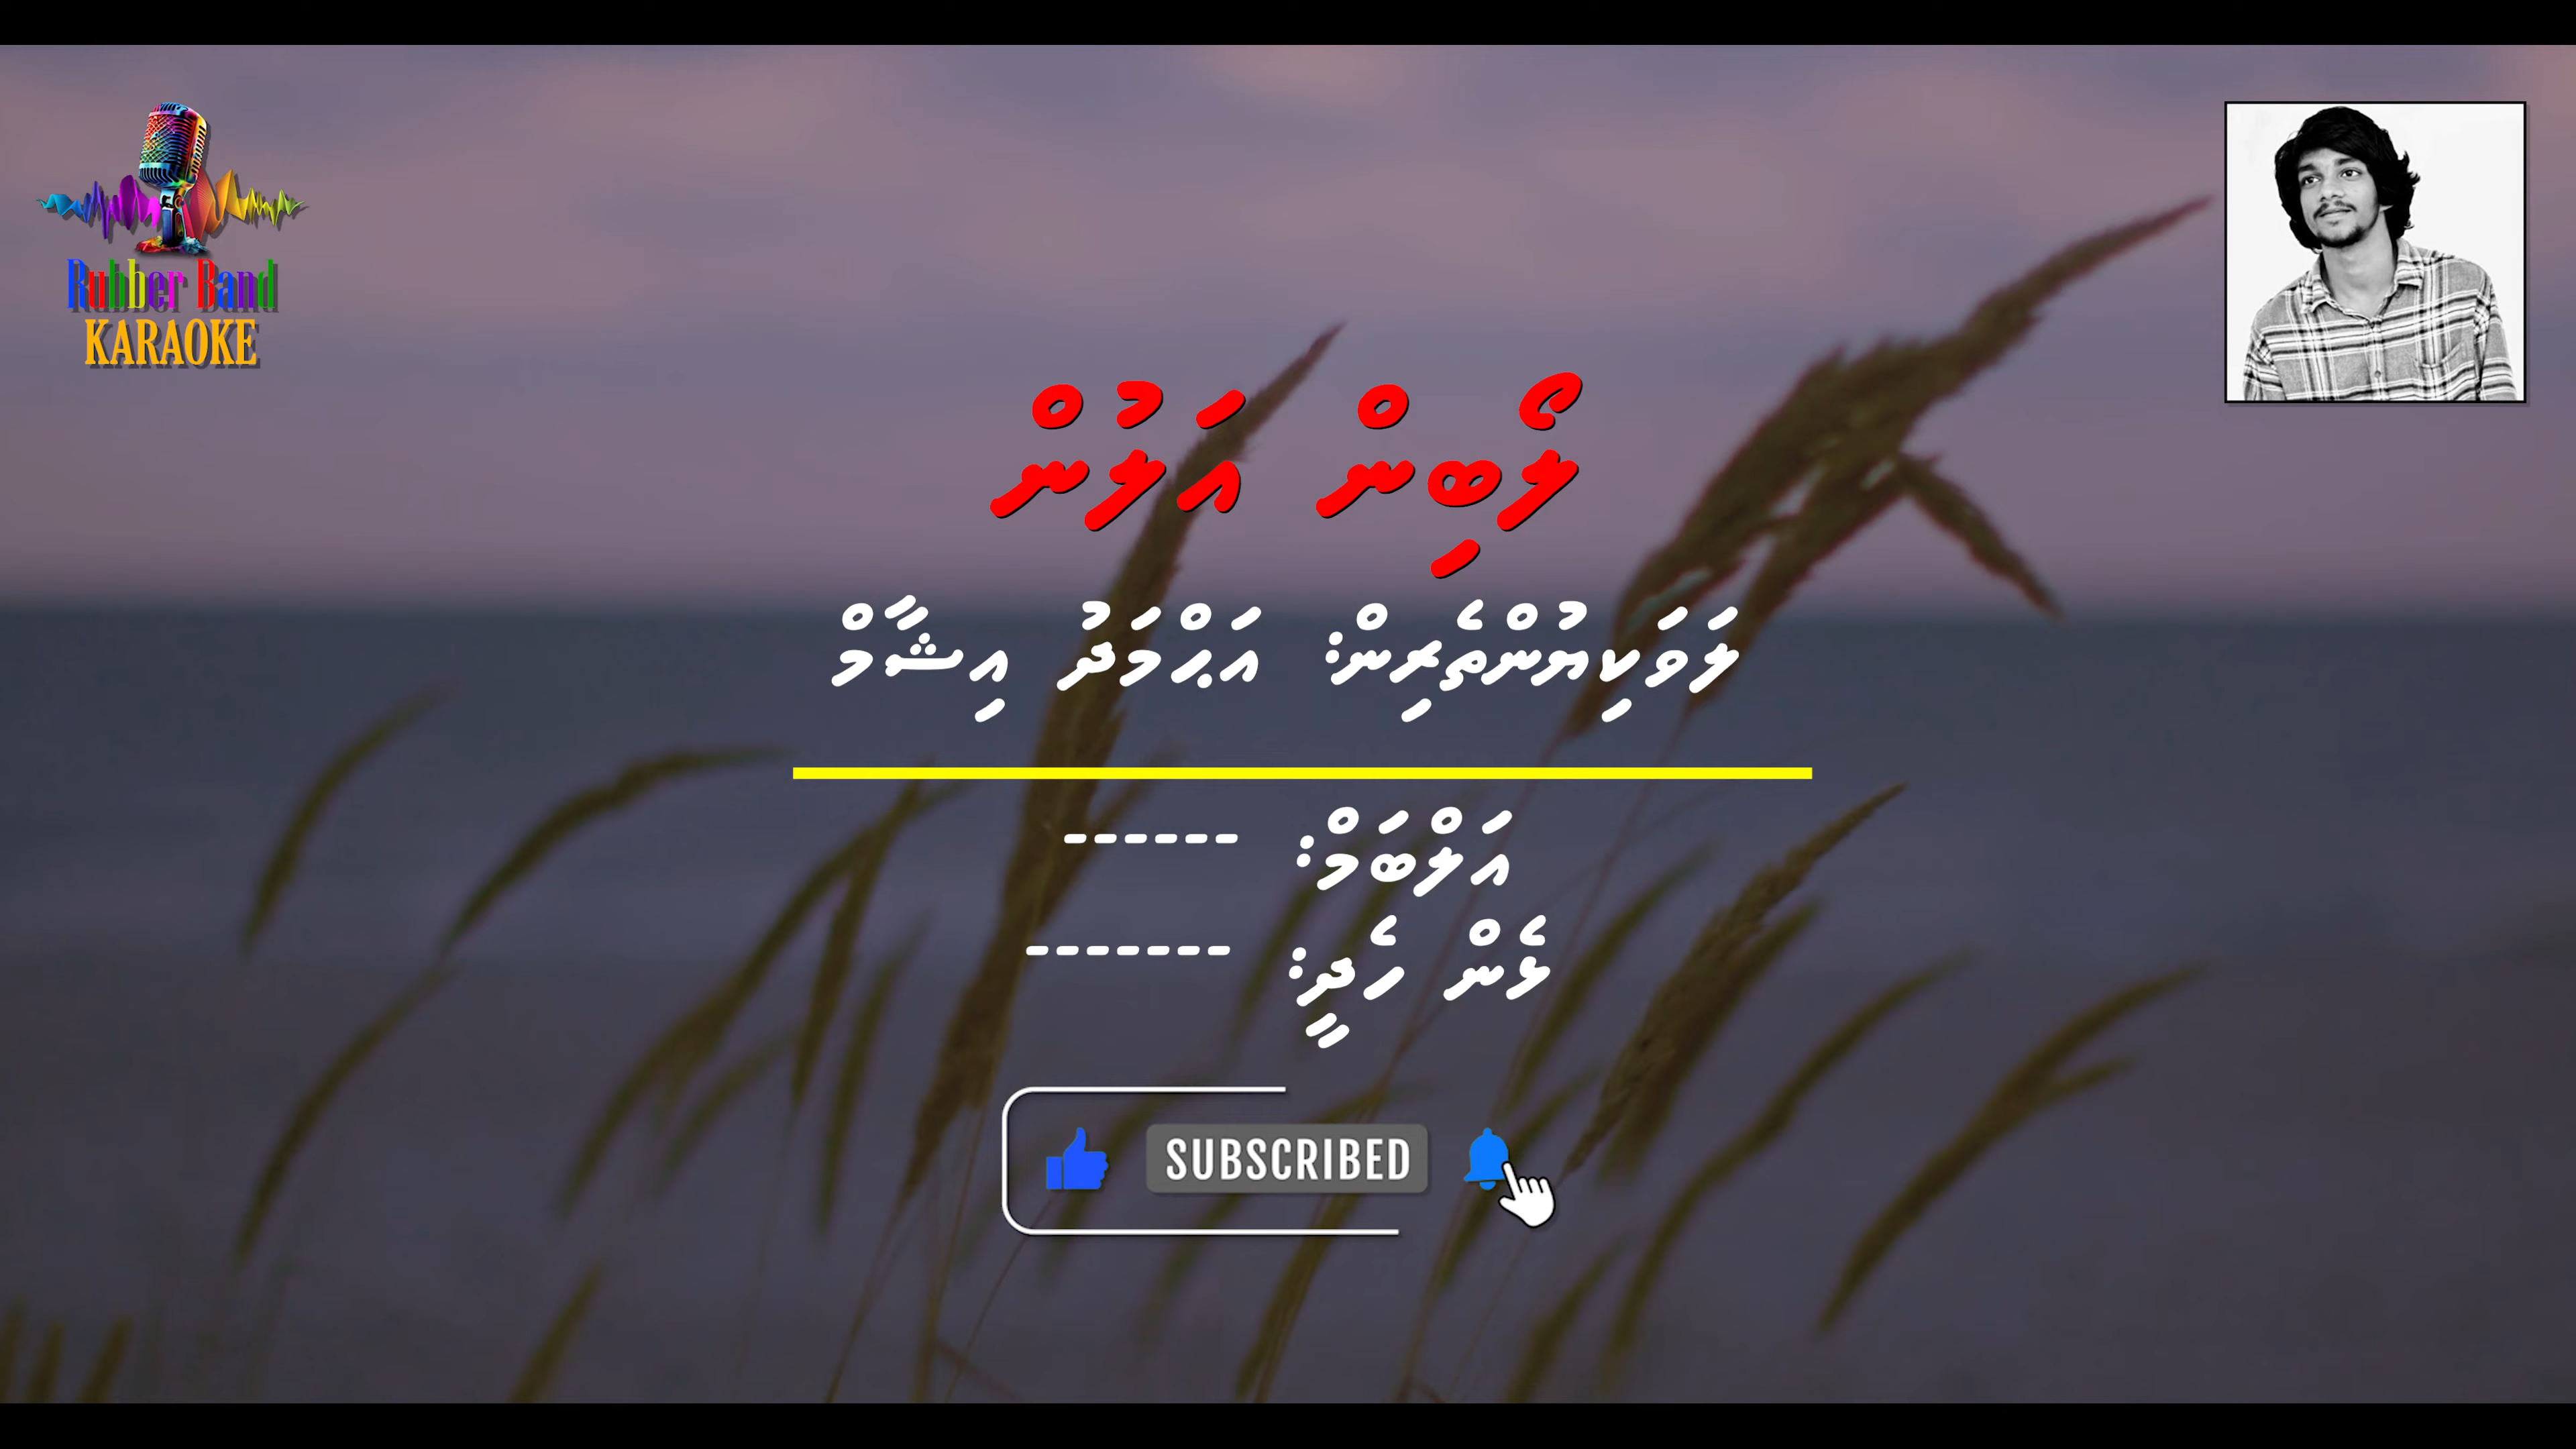 Rubber Band
KARAOKE
ލޯބިން އަލުން
ލަވަކިޔުންތެރިން: އަޙްމަދު އިޝާމް
އަލްބަމް: ------
ޅެން ހެދީ: -------
SUBSCRIBED